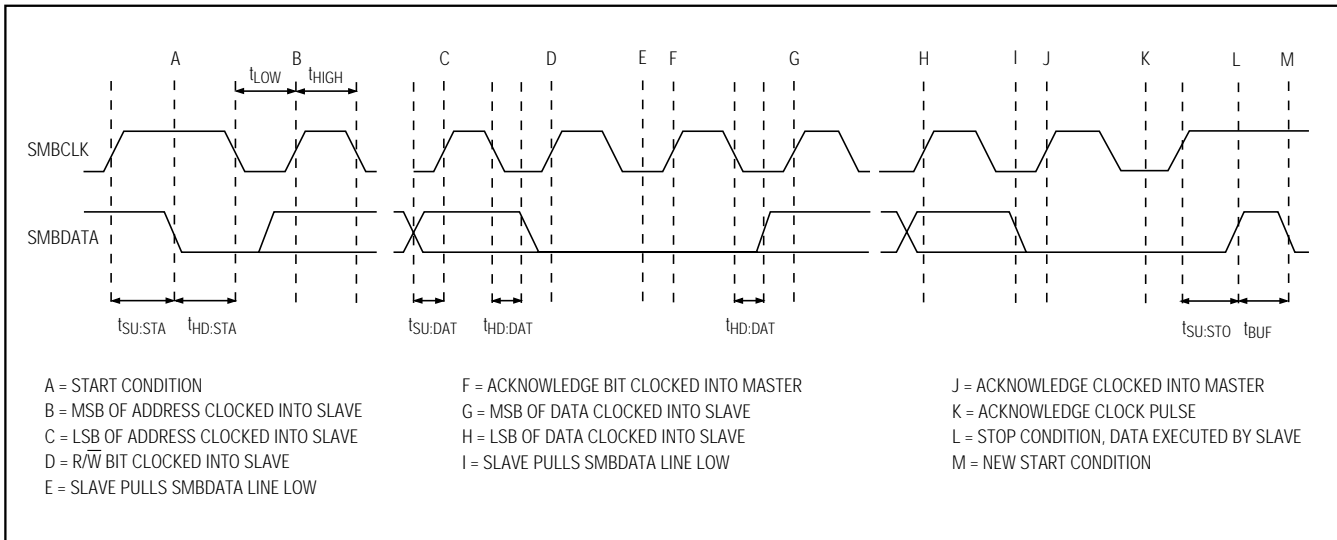 A B C D E F G H I J K L M
tLOW tHIGH
SMBCLK
SMBDATA
tSU:STA tHD:STA tSU:DAT tHD:DAT tHD:DAT tSU:STO tBUF
A = START CONDITION
B = MSB OF ADDRESS CLOCKED INTO SLAVE
C = LSB OF ADDRESS CLOCKED INTO SLAVE
D = R/W̅ BIT CLOCKED INTO SLAVE
E = SLAVE PULLS SMBDATA LINE LOW
F = ACKNOWLEDGE BIT CLOCKED INTO MASTER
G = MSB OF DATA CLOCKED INTO SLAVE
H = LSB OF DATA CLOCKED INTO SLAVE
I = SLAVE PULLS SMBDATA LINE LOW
J = ACKNOWLEDGE CLOCKED INTO MASTER
K = ACKNOWLEDGE CLOCK PULSE
L = STOP CONDITION, DATA EXECUTED BY SLAVE
M = NEW START CONDITION